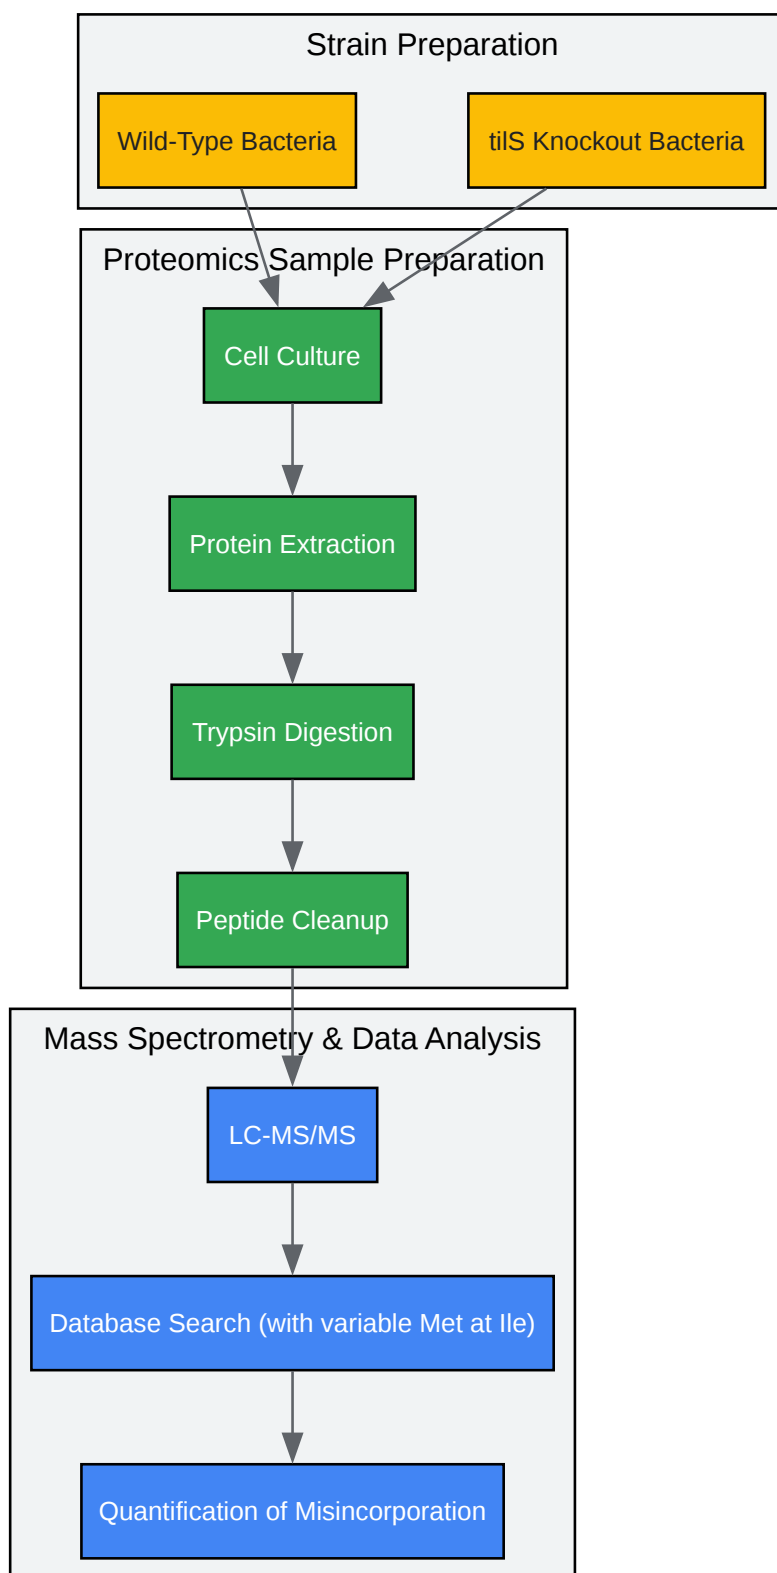 Strain Preparation
Wild-Type Bacteria
tilS Knockout Bacteria
Proteomics Sample Preparation
Cell Culture
Protein Extraction
Trypsin Digestion
Peptide Cleanup
Mass Spectrometry & Data Analysis
LC-MS/MS
Database Search (with variable Met at Ile)
Quantification of Misincorporation